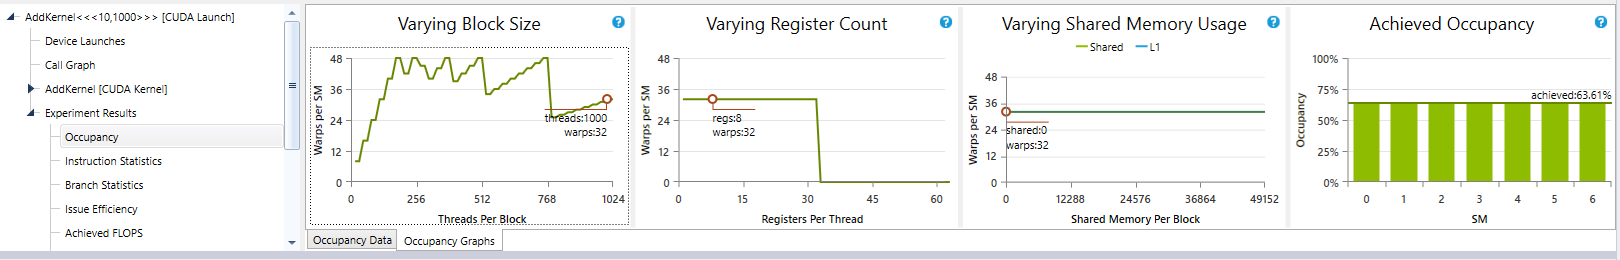 AddKernel<<<10,1000>>> [CUDA Launch]
Device Launches
Call Graph
AddKernel [CUDA Kernel]
Experiment Results
Occupancy
Instruction Statistics
Branch Statistics
Issue Efficiency
Achieved FLOPS
Varying Block Size
?
48
36
24
12
0
Warps per SM
threads:1000
warps:32
0 256 512 768 1024
Threads Per Block
Varying Register Count
?
48
36
24
12
0
Warps per SM
regs:8
warps:32
0 15 30 45 60
Registers Per Thread
Varying Shared Memory Usage
?
Shared L1
48
36
24
12
0
Warps per SM
shared:0
warps:32
0 12288 24576 36864 49152
Shared Memory Per Block
Achieved Occupancy
?
100%
75%
50%
25%
0%
Occupancy
achieved:63.61%
0 1 2 3 4 5 6
SM
Occupancy Data
Occupancy Graphs